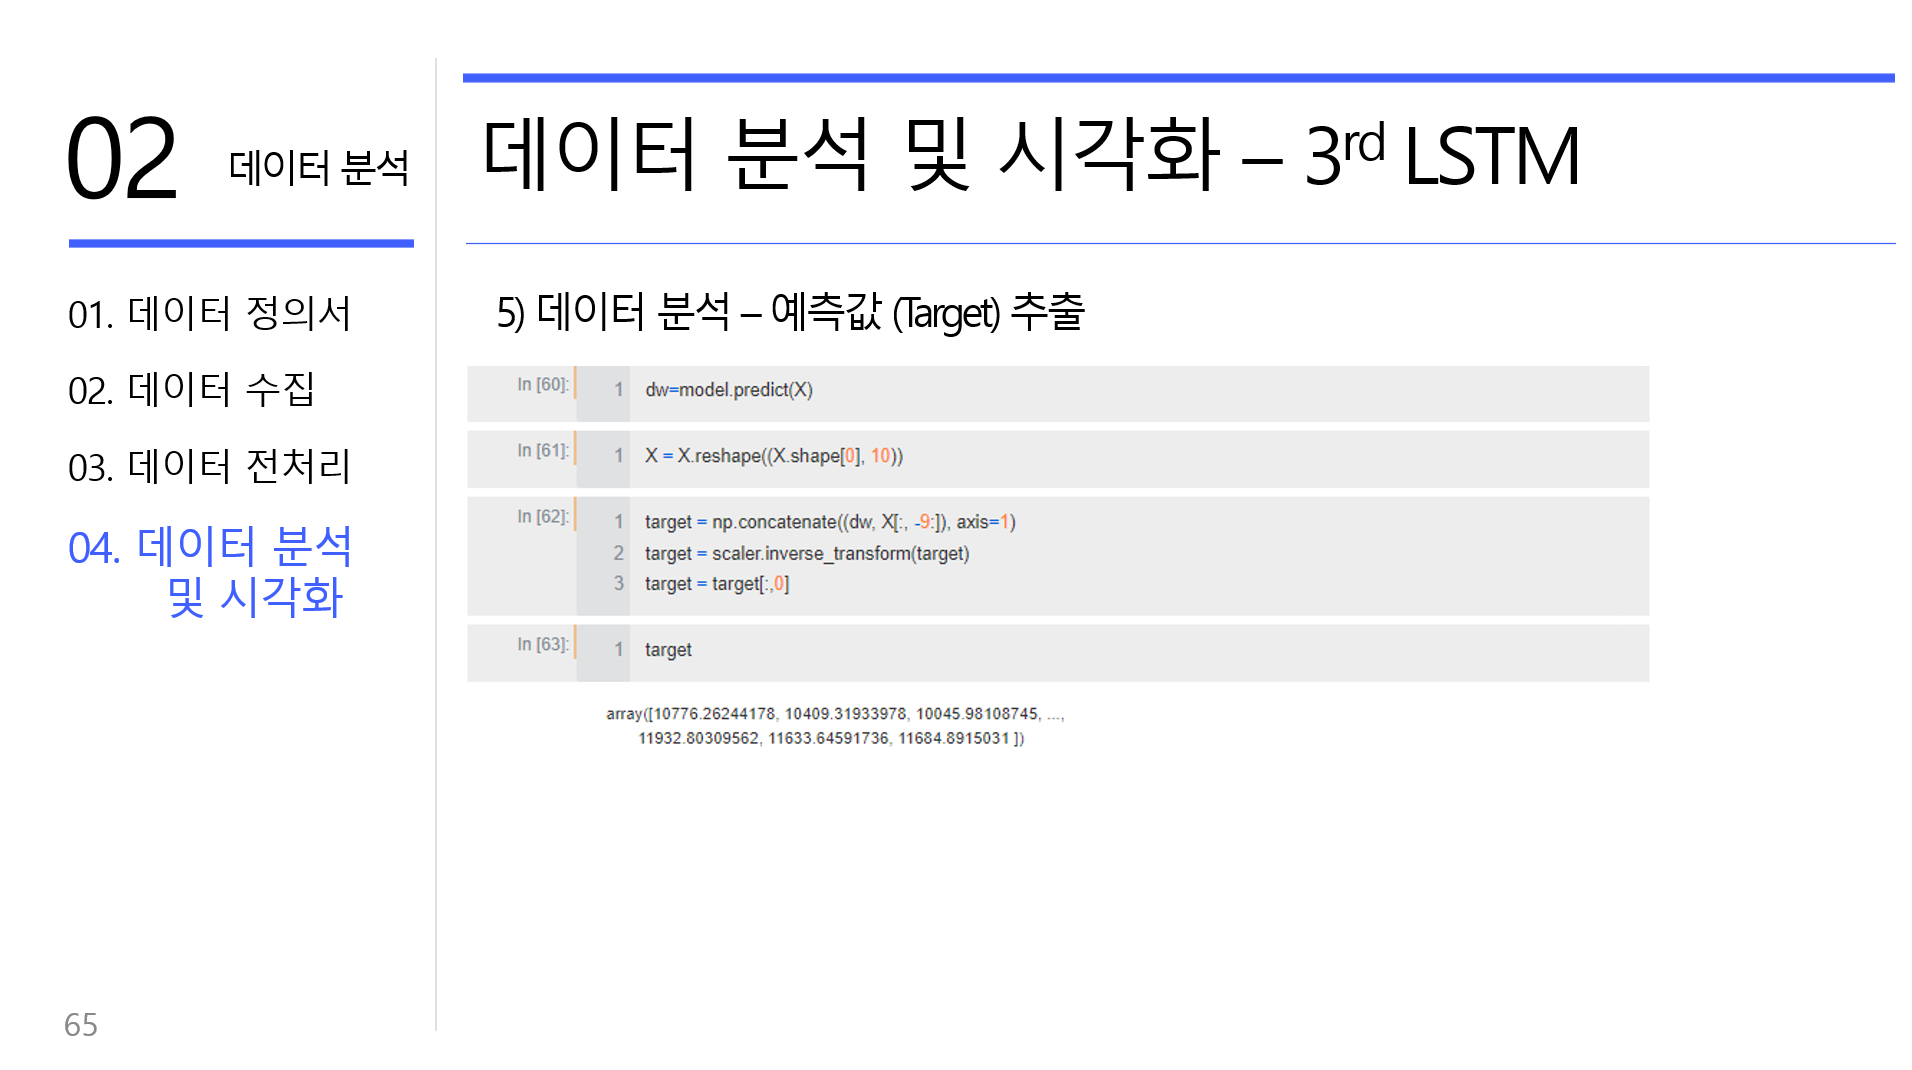 02 데이터 분석
01. 데이터 정의서
02. 데이터 수집
03. 데이터 전처리
04. 데이터 분석
및 시각화
65
데이터 분석 및 시각화 – 3rd LSTM
5) 데이터 분석 – 예측값 (Target) 추출
In [60]: 1 dw=model.predict(X)
In [61]: 1 X = X.reshape((X.shape[0], 10))
In [62]: 1 target = np.concatenate((dw, X[:, -9:]), axis=1)
2 target = scaler.inverse_transform(target)
3 target = target[:,0]
In [63]: 1 target
array([10776.26244178, 10409.31933978, 10045.98108745, ...,
11932.80309562, 11633.64591736, 11684.8915031 ])